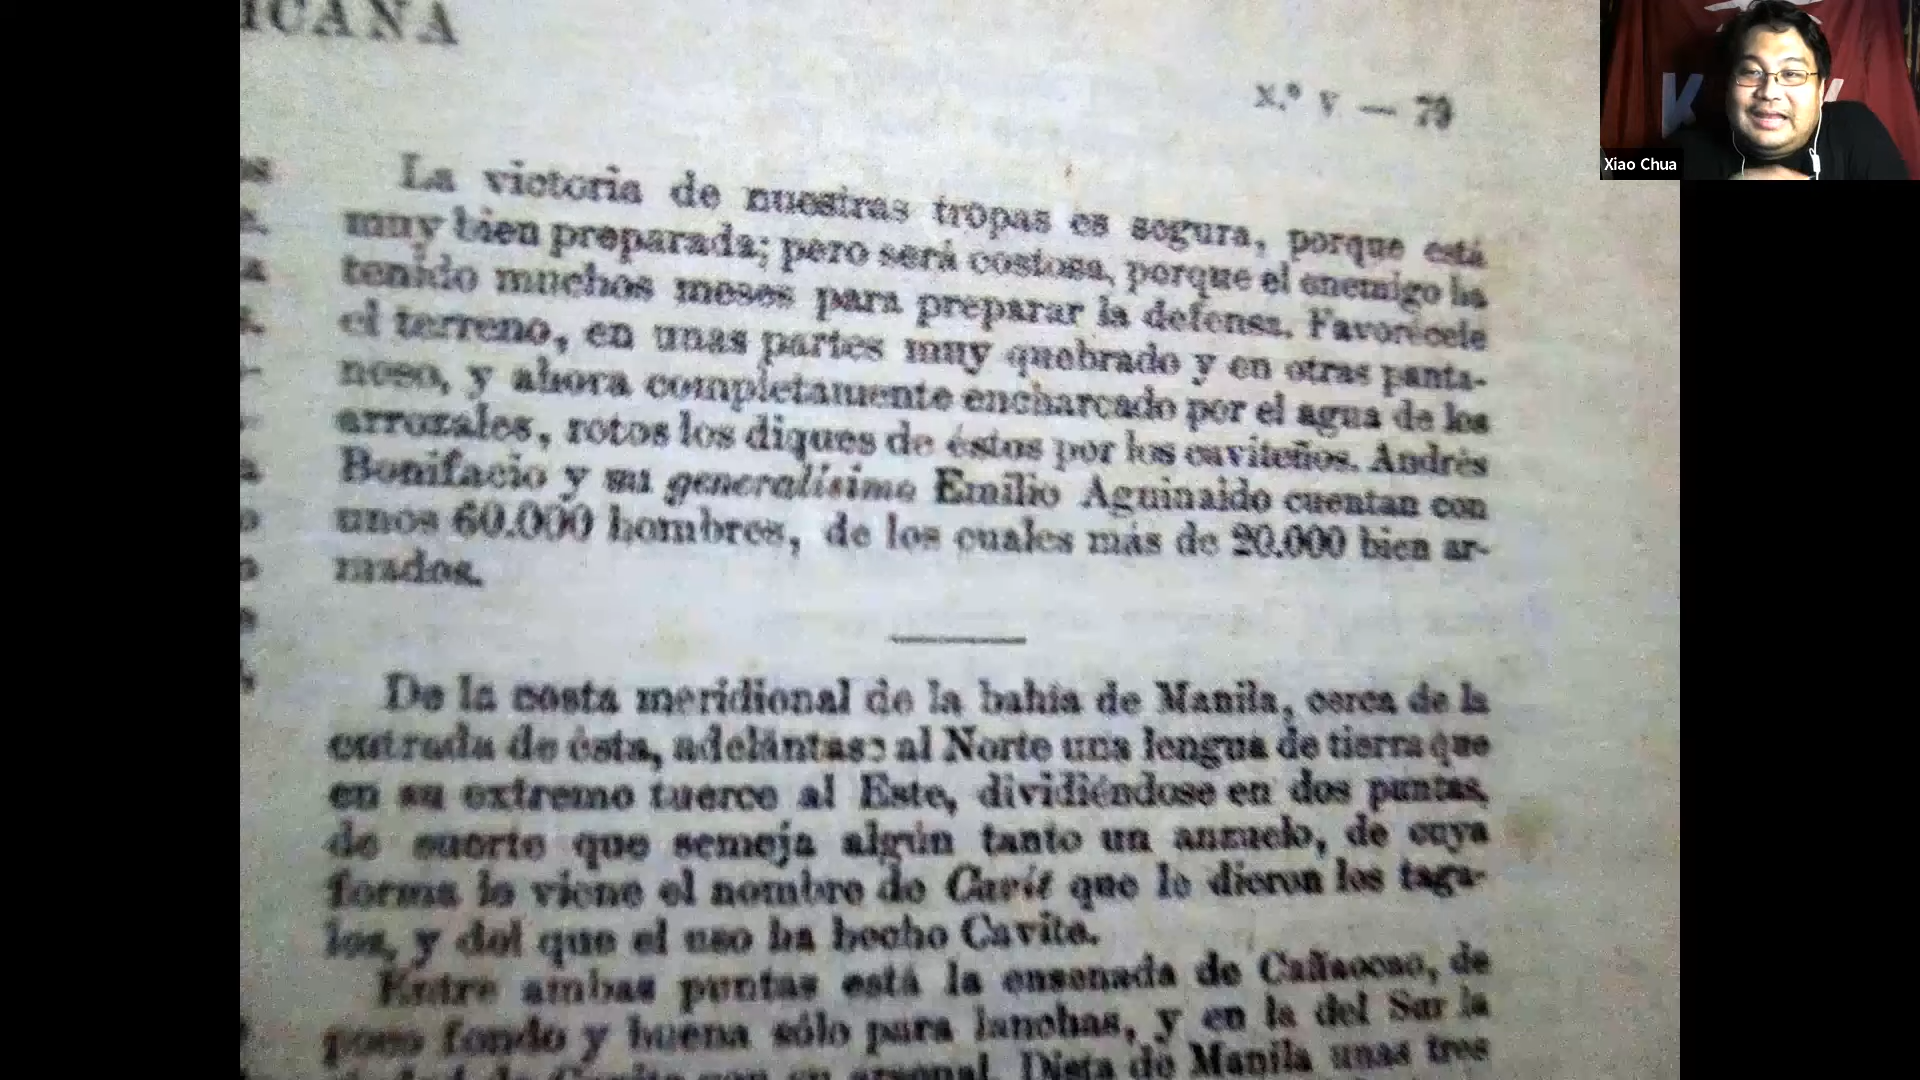 ICANA
N.º V — 79
La victoria de nuestras tropas es segura, porque está
muy bien preparada; pero será costosa, porque el enemigo ha
tenido muchos meses para preparar la defensa. Favorécele
el terreno, en unas partes muy quebrado y en otras panta-
noso, y ahora completamente encharcado por el agua de los
arrozales, rotos los diques de éstos por los caviteños. Andrés
Bonifacio y su generalísimo Emilio Aguinaldo cuentan con
unos 60.000 hombres, de los cuales más de 20.000 bien ar-
mados.
De la costa meridional de la bahía de Manila, cerca de la
entrada de ésta, adelántase al Norte una lengua de tierra que
en su extremo tuerce al Este, dividiéndose en dos puntas,
de suerte que semeja algún tanto un anzuelo, de cuya
forma le viene el nombre de Cavit que le dieron los taga-
los, y del que el uso ha hecho Cavite.
Entre ambas puntas está la ensenada de Cañacao, de
poco fondo y buena sólo para lanchas, y en la del Sur la
de Cavite con su arsenal. Dista de Manila unas tres
K
Xiao Chua